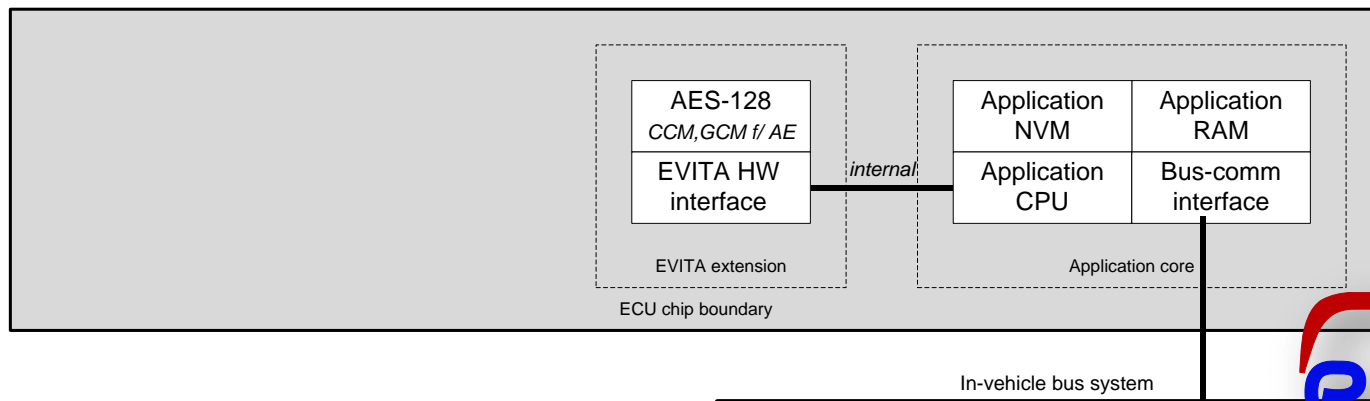 AES-128
CCM,GCM f/ AE
EVITA HW
interface
internal
Application
NVM
Application
RAM
Application
CPU
Bus-comm
interface
EVITA extension
Application core
ECU chip boundary
In-vehicle bus system